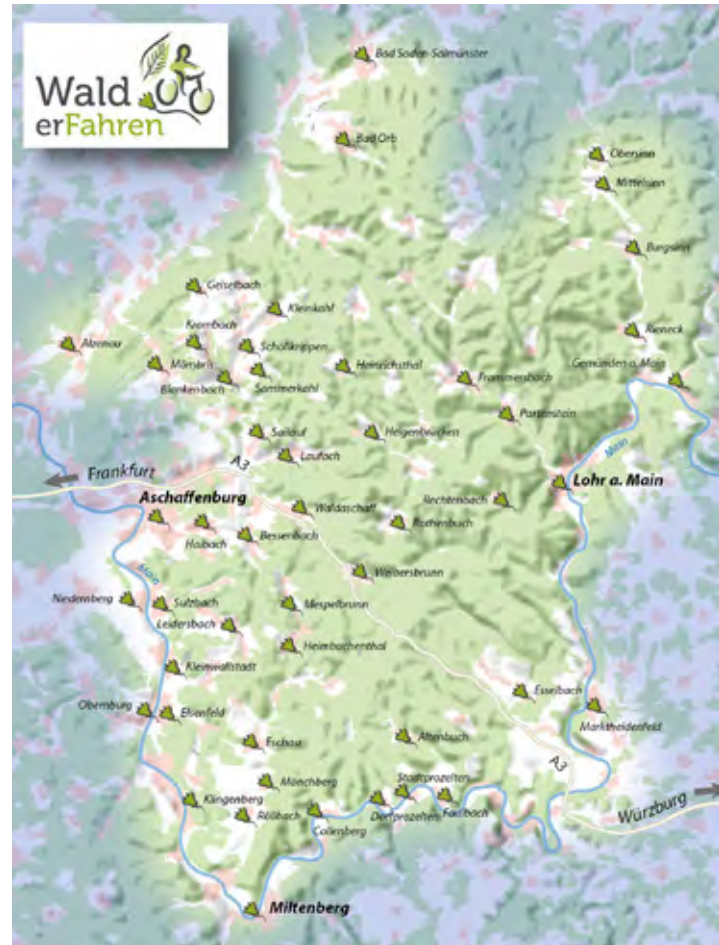 Wald
erFahren
Bad Soden-Salmünster
Bad Orb
Obersinn
Mittelsinn
Burgsinn
Geiselbach
Kleinkahl
Rieneck
Krombach
Alzenau
Schöllkrippen
Mömbris
Heinrichsthal
Gemünden a. Main
Blankenbach
Sommerkahl
Frammersbach
Partenstein
Sailauf
Heigenbrücken
Main
Laufach
A3
Frankfurt
Lohr a. Main
Aschaffenburg
Waldaschaff
Rechtenbach
Rothenbuch
Haibach
Bessenbach
Weibersbrunn
Main
Niedernberg
Sulzbach
Mespelbrunn
Leidersbach
Heimbuchenthal
Kleinwallstadt
Esselbach
Obernburg
Elsenfeld
Marktheidenfeld
Altenbuch
Eschau
A3
Mönchberg
Stadtprozelten
Klingenberg
Röllbach
Collenberg
Dorfprozelten
Faulbach
Würzburg
Miltenberg